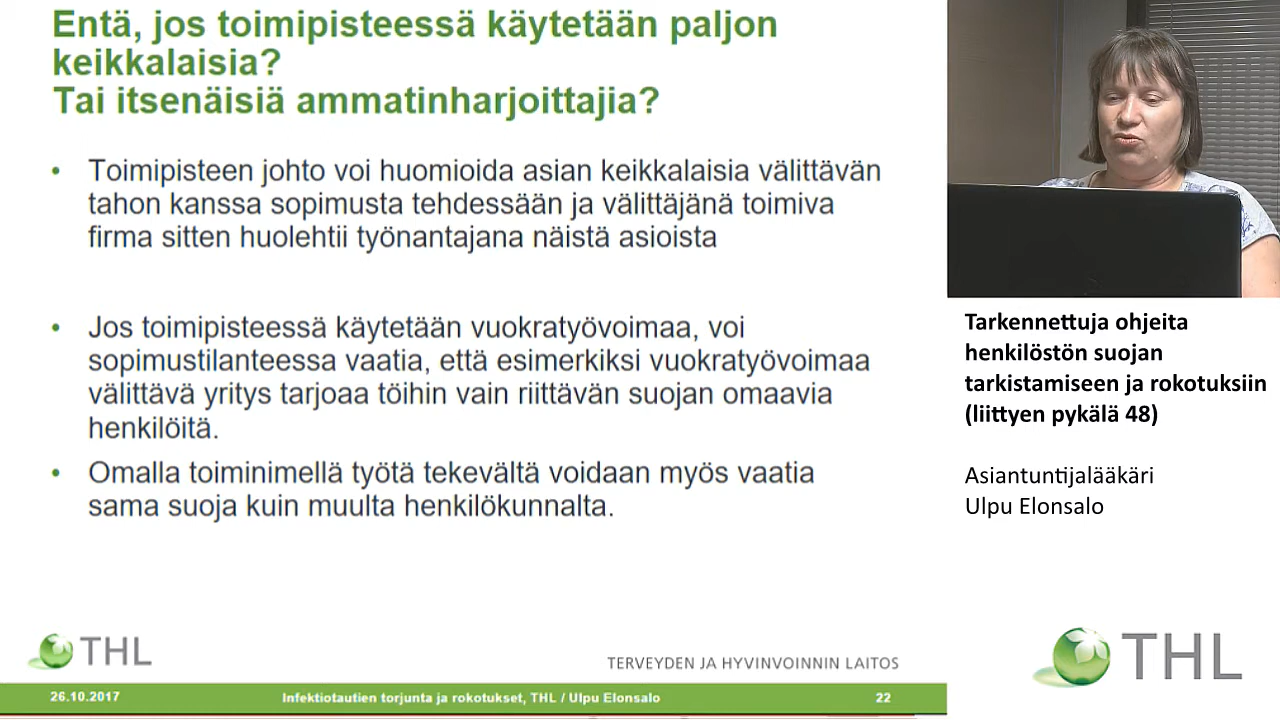 Entä, jos toimipisteessä käytetään paljon
keikkalaisia?
Tai itsenäisiä ammatinharjoittajia?
• Toimipisteen johto voi huomioida asian keikkalaisia välittävän
tahon kanssa sopimusta tehdessään ja välittäjänä toimiva
firma sitten huolehtii työnantajana näistä asioista
• Jos toimipisteessä käytetään vuokratyövoimaa, voi
sopimustilanteessa vaatia, että esimerkiksi vuokratyövoimaa
välittävä yritys tarjoaa töihin vain riittävän suojan omaavia
henkilöitä.
• Omalla toiminimellä työtä tekevältä voidaan myös vaatia
sama suoja kuin muulta henkilökunnalta.
THL
TERVEYDEN JA HYVINVOINNIN LAITOS
26.10.2017
Infektiotautien torjunta ja rokotukset, THL / Ulpu Elonsalo
22
Tarkennettuja ohjeita
henkilöstön suojan
tarkistamiseen ja rokotuksiin
(liittyen pykälä 48)
Asiantuntijalääkäri
Ulpu Elonsalo
THL